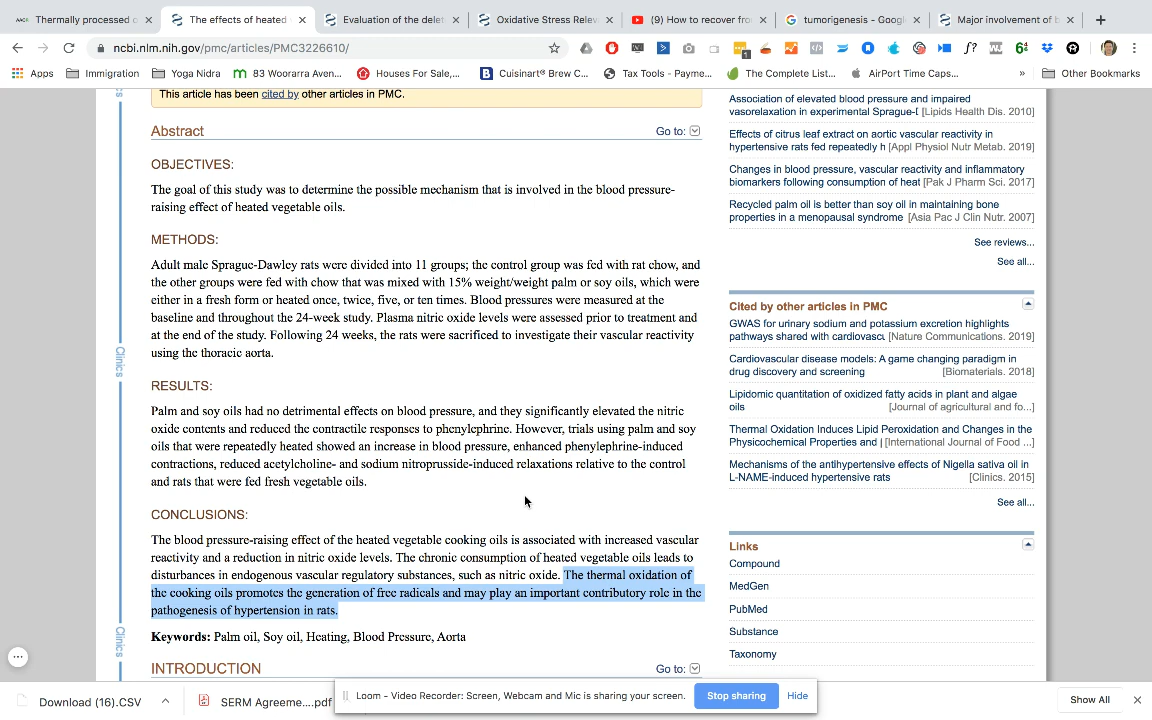 Thermally processed c
The effects of heated
Evaluation of the delet
Oxidative Stress Relev
(9) How to recover fro
tumorigenesis - Googl
Major involvement of b
ncbi.nlm.nih.gov/pmc/articles/PMC3226610/
Apps
Immigration
Yoga Nidra
83 Woorarra Aven...
Houses For Sale,...
Cuisinart® Brew C...
Tax Tools - Payme...
The Complete List...
AirPort Time Caps...
»
Other Bookmarks
This article has been cited by other articles in PMC.
Abstract
Go to:
OBJECTIVES:
The goal of this study was to determine the possible mechanism that is involved in the blood pressure-
raising effect of heated vegetable oils.
METHODS:
Adult male Sprague-Dawley rats were divided into 11 groups; the control group was fed with rat chow, and
the other groups were fed with chow that was mixed with 15% weight/weight palm or soy oils, which were
either in a fresh form or heated once, twice, five, or ten times. Blood pressures were measured at the
baseline and throughout the 24-week study. Plasma nitric oxide levels were assessed prior to treatment and
at the end of the study. Following 24 weeks, the rats were sacrificed to investigate their vascular reactivity
using the thoracic aorta.
RESULTS:
Palm and soy oils had no detrimental effects on blood pressure, and they significantly elevated the nitric
oxide contents and reduced the contractile responses to phenylephrine. However, trials using palm and soy
oils that were repeatedly heated showed an increase in blood pressure, enhanced phenylephrine-induced
contractions, reduced acetylcholine- and sodium nitroprusside-induced relaxations relative to the control
and rats that were fed fresh vegetable oils.
CONCLUSIONS:
The blood pressure-raising effect of the heated vegetable cooking oils is associated with increased vascular
reactivity and a reduction in nitric oxide levels. The chronic consumption of heated vegetable oils leads to
disturbances in endogenous vascular regulatory substances, such as nitric oxide. The thermal oxidation of
the cooking oils promotes the generation of free radicals and may play an important contributory role in the
pathogenesis of hypertension in rats.
Keywords: Palm oil, Soy oil, Heating, Blood Pressure, Aorta
INTRODUCTION
Go to:
Clinics
Clinics
Association of elevated blood pressure and impaired
vasorelaxation in experimental Sprague-[ [Lipids Health Dis. 2010]
Effects of citrus leaf extract on aortic vascular reactivity in
hypertensive rats fed repeatedly h [Appl Physiol Nutr Metab. 2019]
Changes in blood pressure, vascular reactivity and inflammatory
biomarkers following consumption of heat [Pak J Pharm Sci. 2017]
Recycled palm oil is better than soy oil in maintaining bone
properties in a menopausal syndrome [Asia Pac J Clin Nutr. 2007]
See reviews...
See all...
Cited by other articles in PMC
GWAS for urinary sodium and potassium excretion highlights
pathways shared with cardiovascu [Nature Communications. 2019]
Cardiovascular disease models: A game changing paradigm in
drug discovery and screening [Biomaterials. 2018]
Lipidomic quantitation of oxidized fatty acids in plant and algae
oils [Journal of agricultural and fo...]
Thermal Oxidation Induces Lipid Peroxidation and Changes in the
Physicochemical Properties and | [International Journal of Food ...]
Mechanisms of the antihypertensive effects of Nigella sativa oil in
L-NAME-induced hypertensive rats [Clinics. 2015]
See all...
Links
Compound
MedGen
PubMed
Substance
Taxonomy
Download (16).CSV
SERM Agreeme....pdf
Loom - Video Recorder: Screen, Webcam and Mic is sharing your screen.
Stop sharing
Hide
Show All